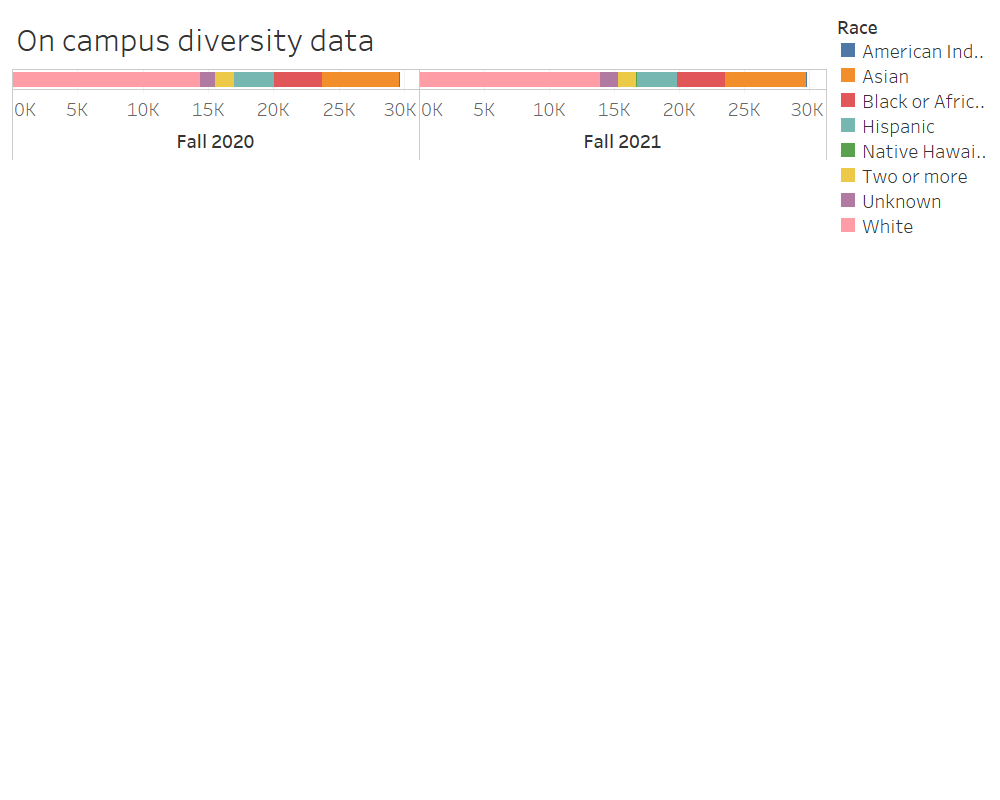 On campus diversity data
0K 5K 10K 15K 20K 25K 30K 0K 5K 10K 15K 20K 25K 30K
Fall 2020 Fall 2021
Race
American Ind..
Asian
Black or Afric..
Hispanic
Native Hawai..
Two or more
Unknown
White